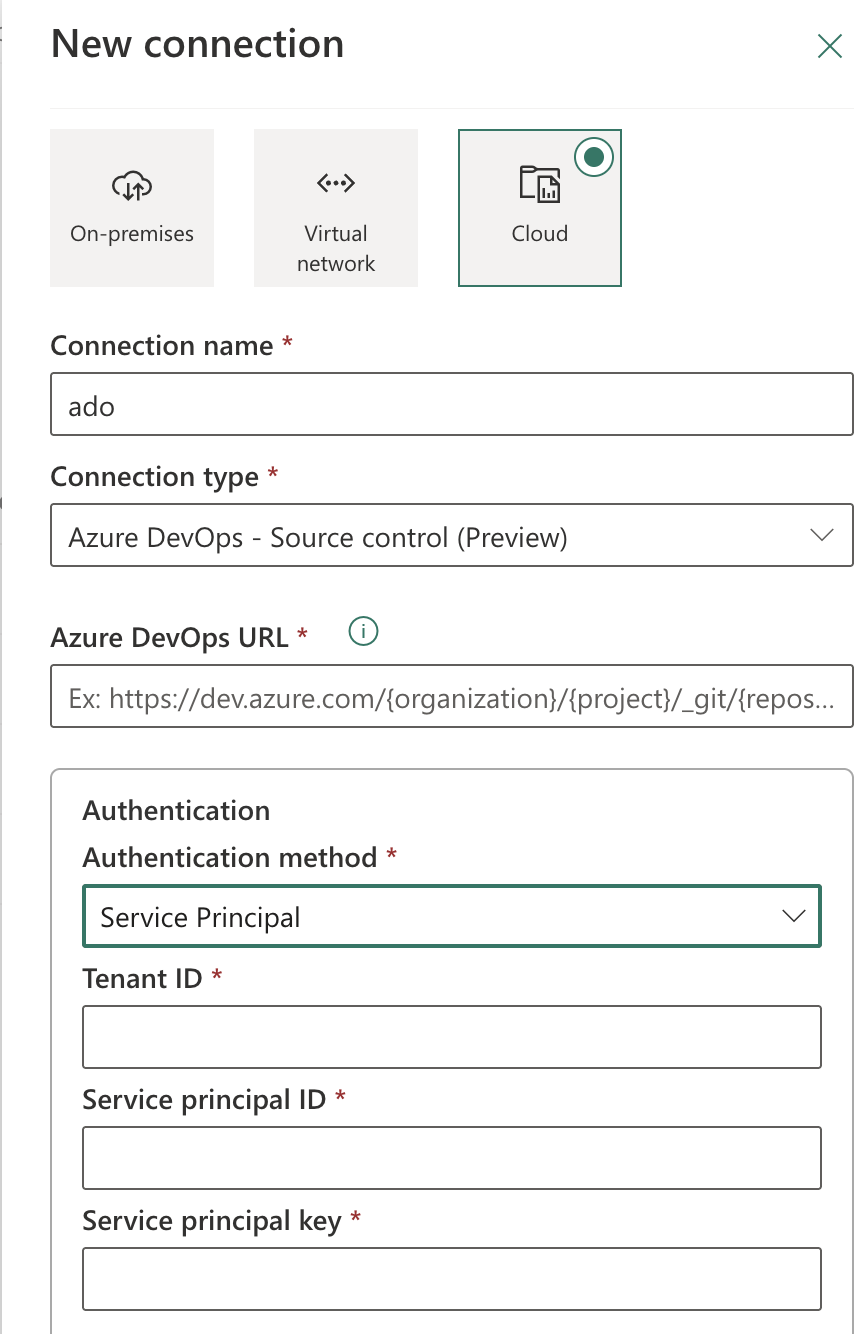 New connection
On-premises
Virtual
network
Cloud
Connection name *
ado
Connection type *
Azure DevOps - Source control (Preview)
Azure DevOps URL *
Ex: https://dev.azure.com/{organization}/{project}/_git/{repos...
Authentication
Authentication method *
Service Principal
Tenant ID *
Service principal ID *
Service principal key *